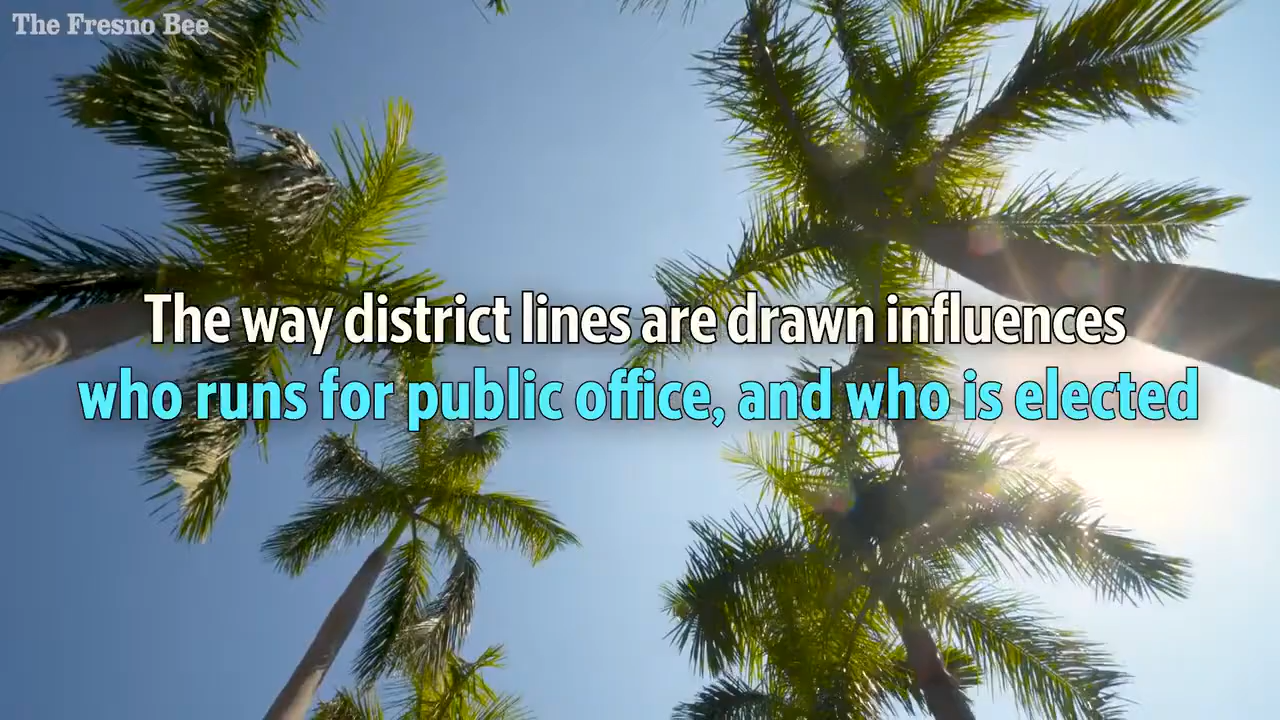 The Fresno Bee
The way district lines are drawn influences
who runs for public office, and who is elected